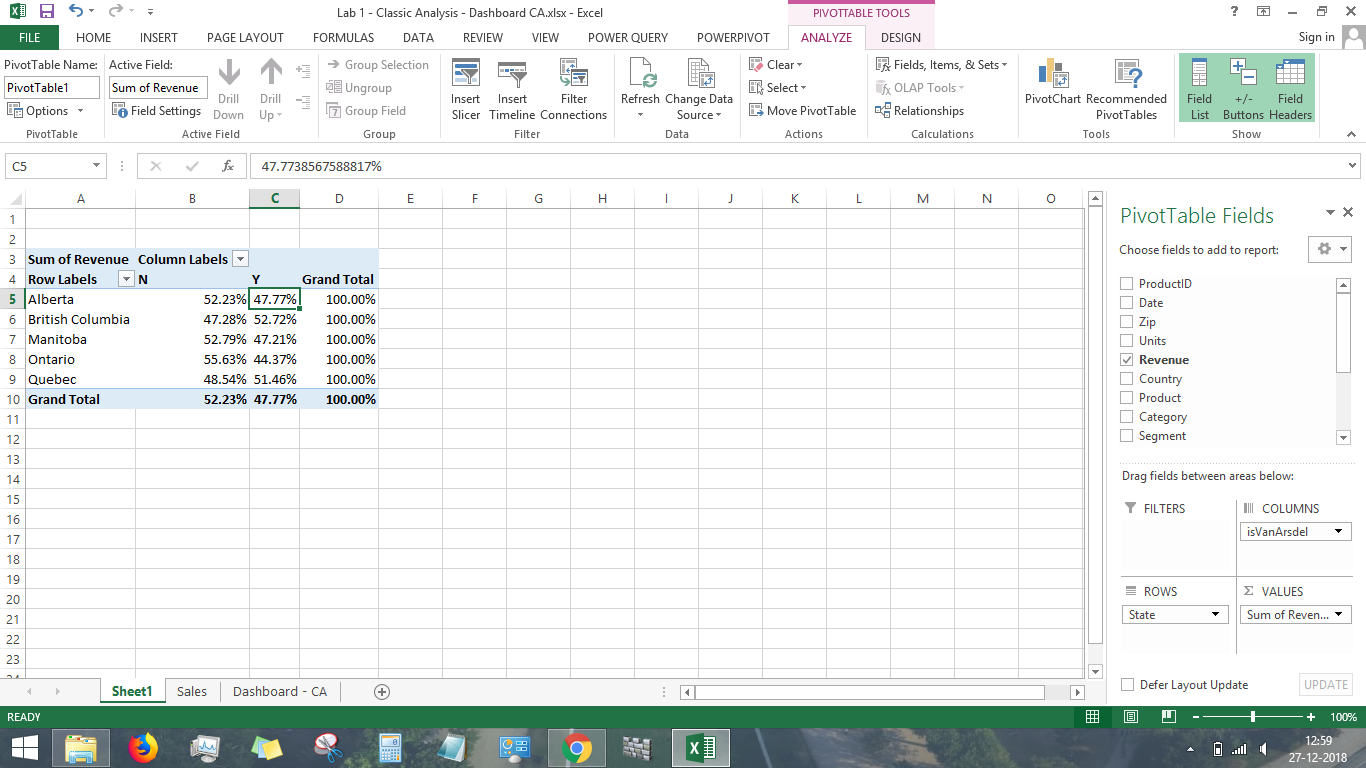 Lab 1 - Classic Analysis - Dashboard CA.xlsx - Excel
PIVOTTABLE TOOLS
?
FILE HOME INSERT PAGE LAYOUT FORMULAS DATA REVIEW VIEW POWER QUERY POWERPIVOT ANALYZE DESIGN Sign in
PivotTable Name:
PivotTable1
Options
PivotTable
Active Field:
Sum of Revenue
Field Settings
Drill Down
Drill Up
Active Field
Group Selection
Ungroup
Group Field
Group
Insert Slicer
Insert Timeline
Filter Connections
Filter
Refresh
Change Data Source
Data
Clear
Select
Move PivotTable
Actions
Fields, Items, & Sets
OLAP Tools
Relationships
Calculations
PivotChart
Recommended PivotTables
Tools
Field List
+/- Buttons
Field Headers
Show
C5 fx 47.7738567588817%
A B C D E F G H I J K L M N O
1
2
3 Sum of Revenue Column Labels
4 Row Labels N Y Grand Total
5 Alberta 52.23% 47.77% 100.00%
6 British Columbia 47.28% 52.72% 100.00%
7 Manitoba 52.79% 47.21% 100.00%
8 Ontario 55.63% 44.37% 100.00%
9 Quebec 48.54% 51.46% 100.00%
10 Grand Total 52.23% 47.77% 100.00%
11
12
13
14
15
16
17
18
19
20
21
22
23
PivotTable Fields
Choose fields to add to report:
ProductID
Date
Zip
Units
Revenue
Country
Product
Category
Segment
Drag fields between areas below:
FILTERS
COLUMNS
isVanArsdel
ROWS
State
Σ VALUES
Sum of Reven...
Defer Layout Update UPDATE
Sheet1 Sales Dashboard - CA
READY 100%
12:59
27-12-2018